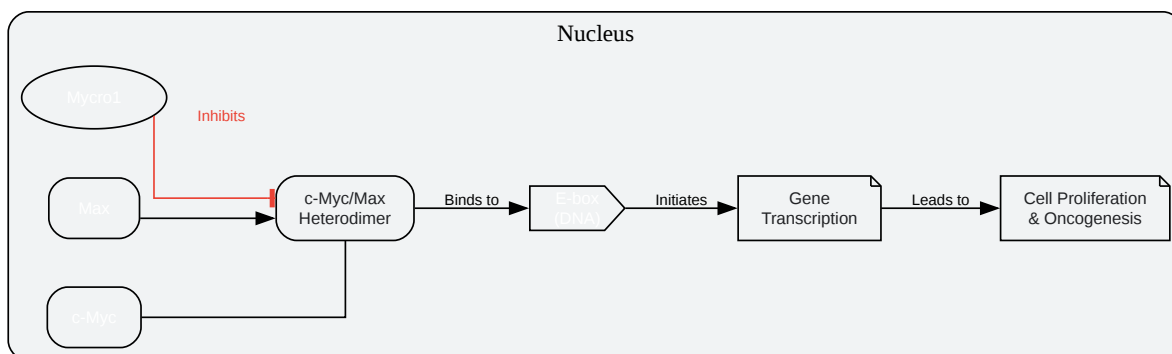 Nucleus
Mycro1
Inhibits
Max
c-Myc/Max
Heterodimer
Binds to
E-box
(DNA)
Initiates
Gene
Transcription
Leads to
Cell Proliferation
& Oncogenesis
c-Myc